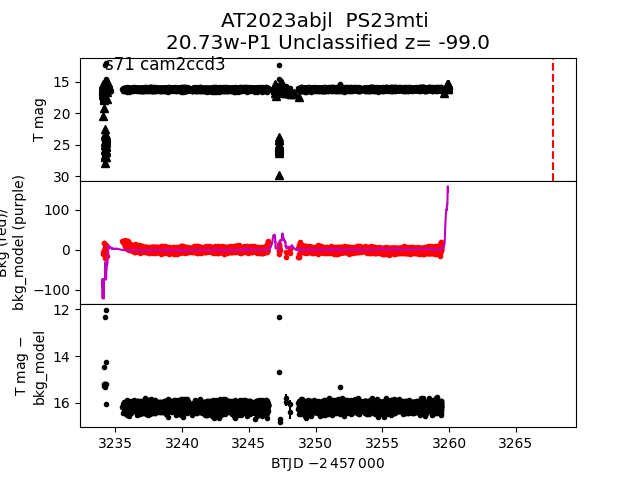 AT2023abjl PS23mti
20.73w-P1 Unclassified z= -99.0
s71 cam2ccd3
15
20
25
30
T mag
100
0
−100
Bkg (red)/
bkg_model (purple)
12
14
16
T mag −
bkg_model
3235 3240 3245 3250 3255 3260 3265
BTJD −2 457 000